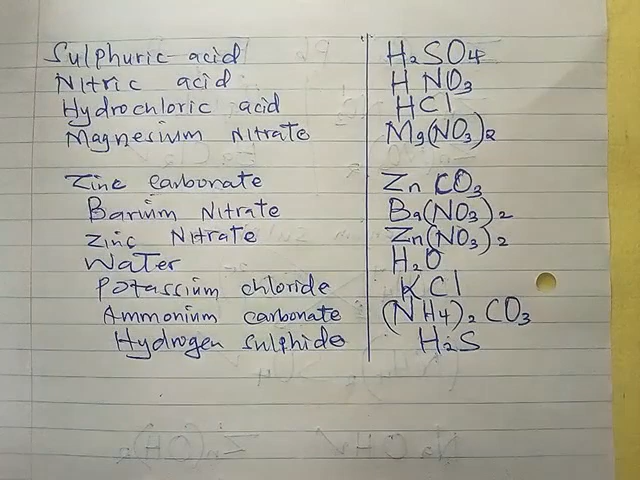 Sulphuric acid H₂SO₄
Nitric acid HNO₃
Hydrochloric acid HCl
Magnesium Nitrate Mg(NO₃)₂
Zinc carbonate ZnCO₃
Barium Nitrate Ba(NO₃)₂
Zinc Nitrate Zn(NO₃)₂
Water H₂O
Potassium chloride KCl
Ammonium carbonate (NH₄)₂CO₃
Hydrogen sulphide H₂S